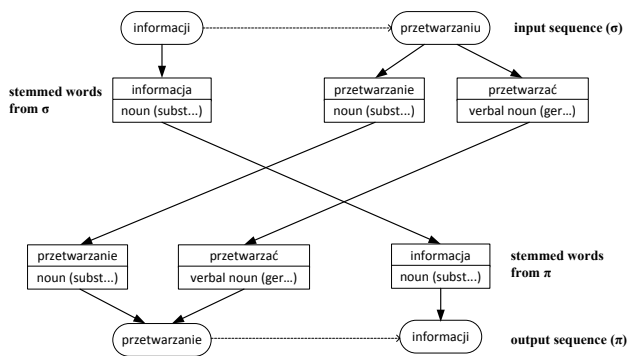 informacji
przetwarzaniu
input sequence (σ)
stemmed words
from σ
informacja
noun (subst...)
przetwarzanie
noun (subst...)
przetwarzać
verbal noun (ger...)
przetwarzanie
noun (subst...)
przetwarzać
verbal noun (ger...)
informacja
noun (subst...)
stemmed words
from π
przetwarzanie
informacji
output sequence (π)